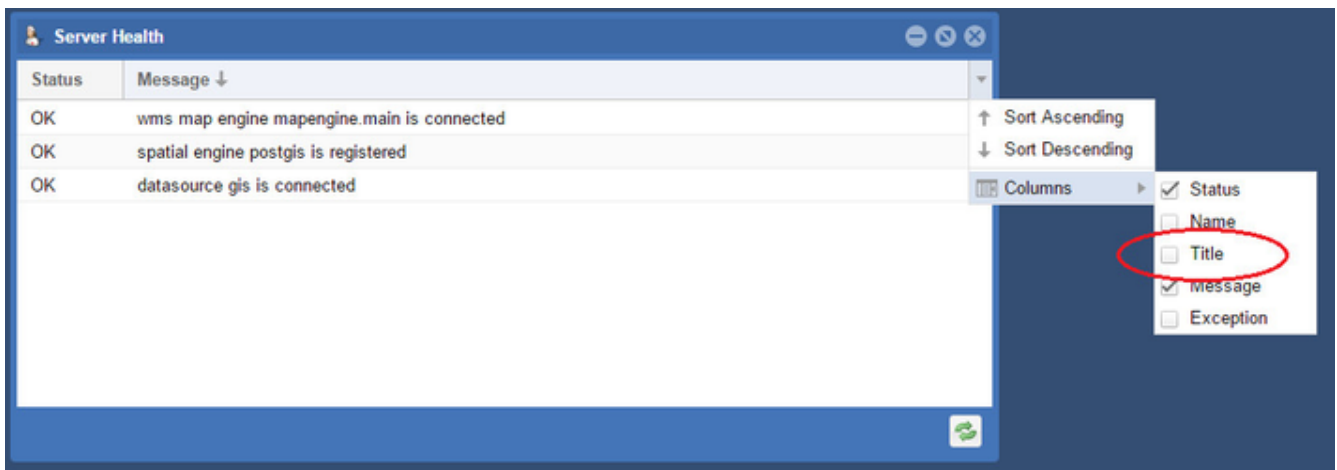 Server Health
Status Message ↓
OK wms map engine mapengine.main is connected
OK spatial engine postgis is registered
OK datasource gis is connected
Sort Ascending
Sort Descending
Columns
Status
Name
Title
Message
Exception